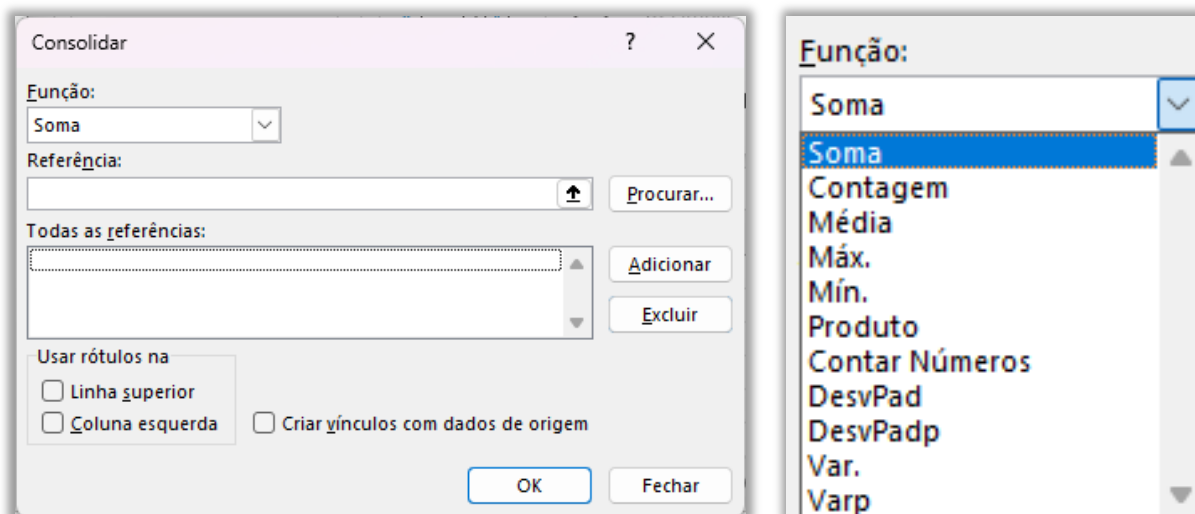 Consolidar
?
Função:
Soma
Referência:
Procurar...
Todas as referências:
Adicionar
Excluir
Usar rótulos na
Linha superior
Coluna esquerda
Criar vínculos com dados de origem
OK
Fechar
Função:
Soma
Soma
Contagem
Média
Máx.
Mín.
Produto
Contar Números
DesvPad
DesvPadp
Var.
Varp